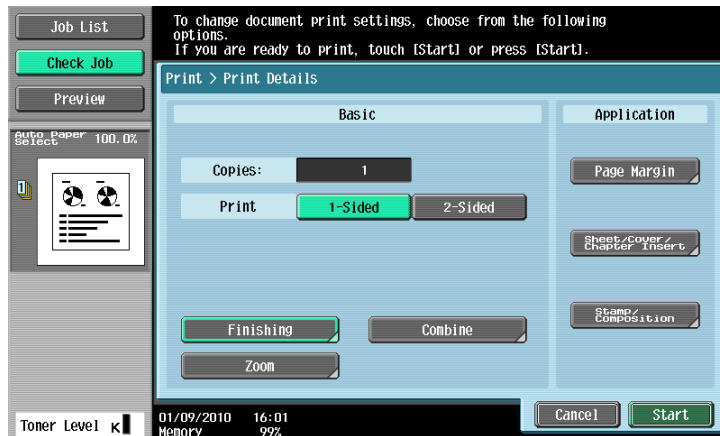 Job List
Check Job
Preview
Auto Paper
Select
100.0%
1
Toner Level K
To change document print settings, choose from the following
options.
If you are ready to print, touch [Start] or press [Start].
Print > Print Details
Basic
Copies:
1
Print
1-Sided
2-Sided
Finishing
Combine
Zoom
Application
Page Margin
Sheet/Cover/
Chapter Insert
Stamp/
Composition
01/09/2010 16:01
Memory 99%
Cancel
Start